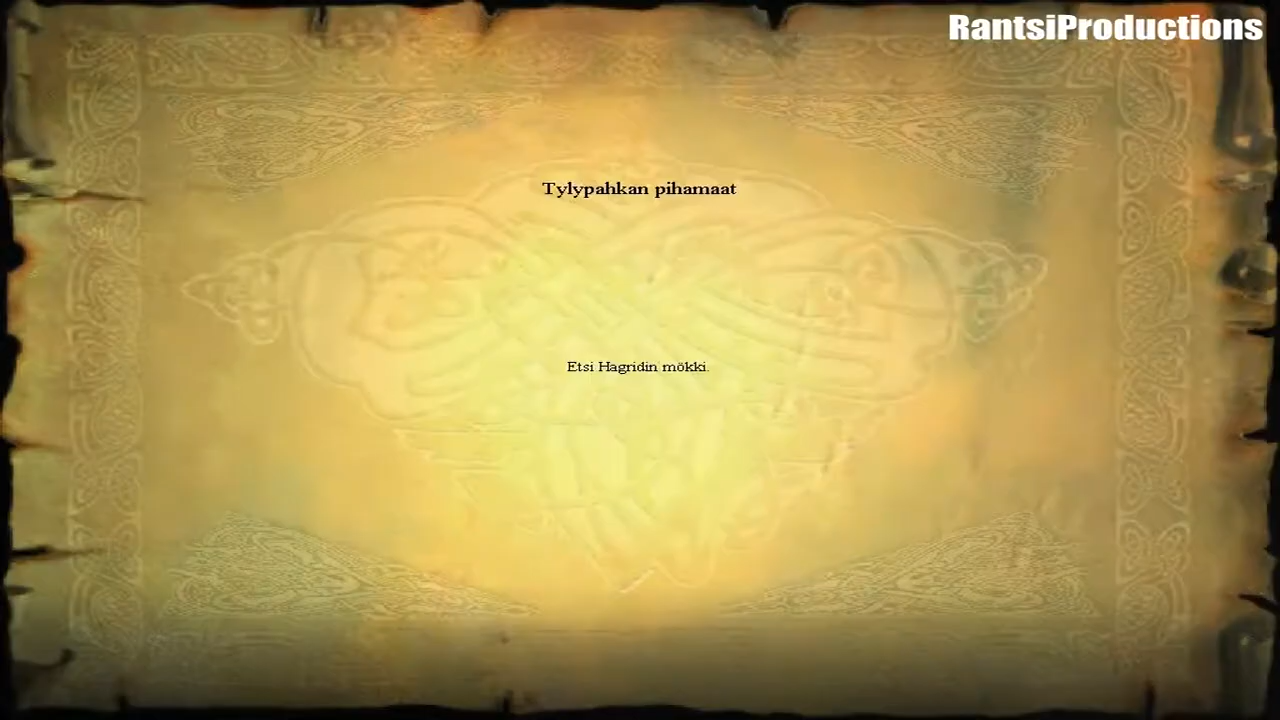 RantsiProductions
Tylypahkan pihamaat
Etsi Hagridin mökki.